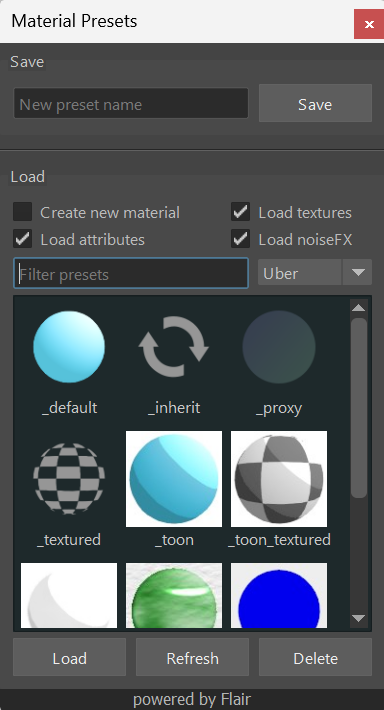 Material Presets
Save
New preset name
Save
Load
Create new material
Load textures
Load attributes
Load noiseFX
Filter presets
Uber
_default
_inherit
_proxy
_textured
_toon
_toon_textured
Load
Refresh
Delete
powered by Flair